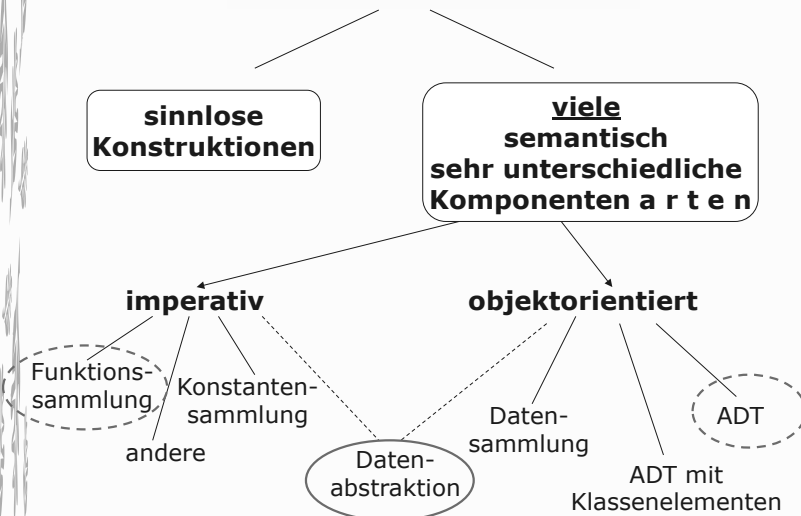 sinnlose
Konstruktionen
viele
semantisch
sehr unterschiedliche
Komponenten a r t e n
imperativ
objektorientiert
Funktions-
sammlung
Konstanten-
sammlung
andere
Daten-
abstraktion
Daten-
sammlung
ADT mit
Klassenelementen
ADT